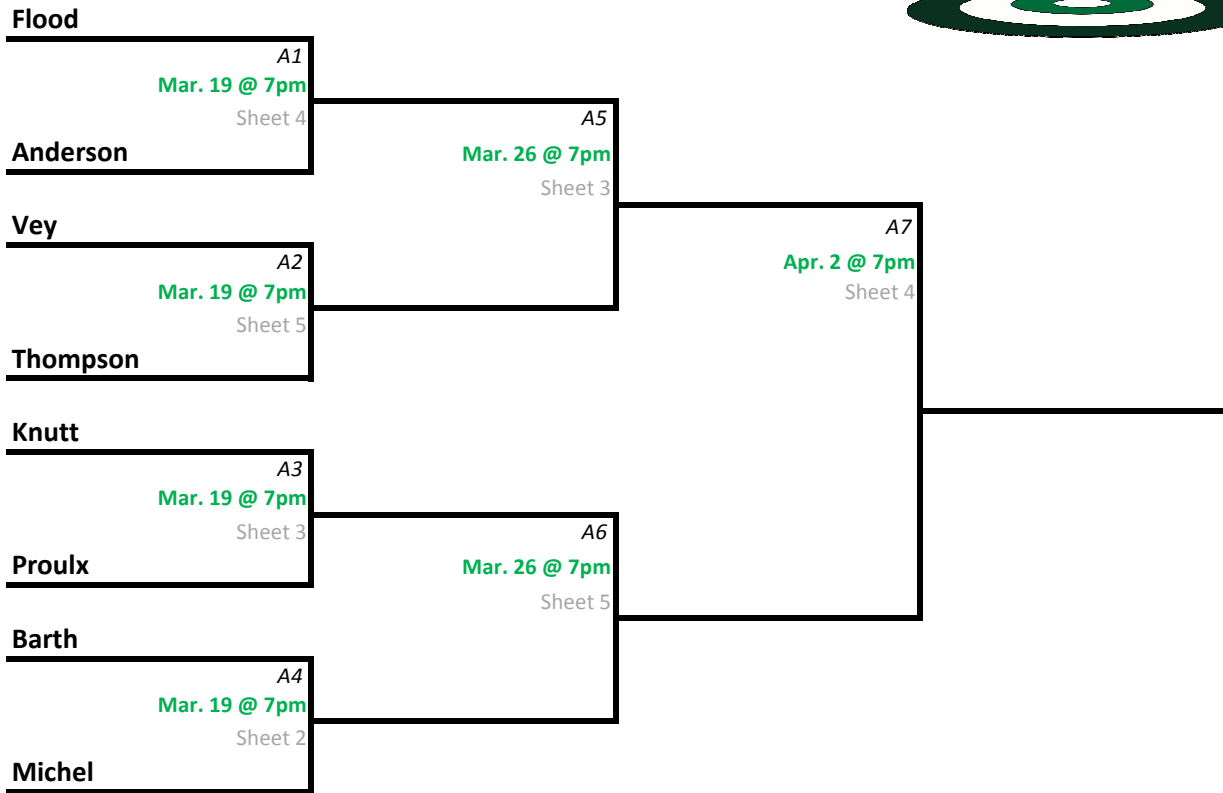 Flood
A1
Mar. 19 @ 7pm
Sheet 4
Anderson
A5
Mar. 26 @ 7pm
Sheet 3
Vey
A2
Mar. 19 @ 7pm
Sheet 5
Thompson
A7
Apr. 2 @ 7pm
Sheet 4
Knutt
A3
Mar. 19 @ 7pm
Sheet 3
Proulx
A6
Mar. 26 @ 7pm
Sheet 5
Barth
A4
Mar. 19 @ 7pm
Sheet 2
Michel